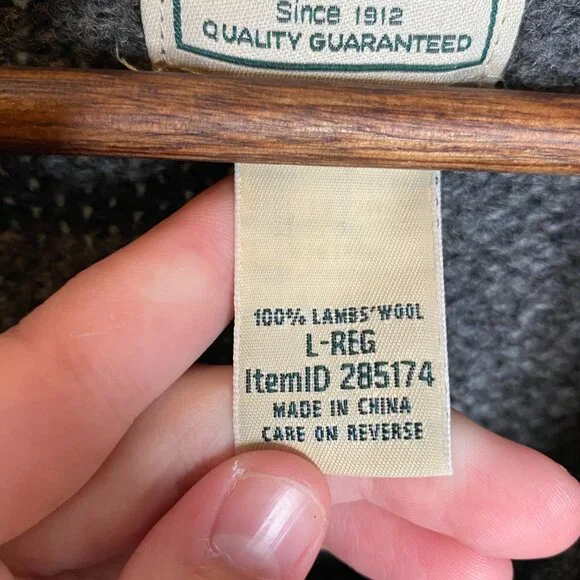 Since 1912
QUALITY GUARANTEED
100% LAMBS' WOOL
L-REG
ItemID 285174
MADE IN CHINA
CARE ON REVERSE